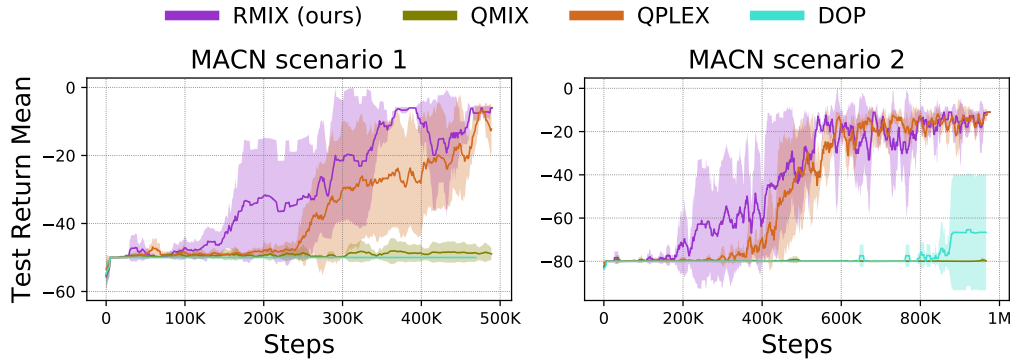 RMIX (ours) QMIX QPLEX DOP
MACN scenario 1
MACN scenario 2
Test Return Mean
0
−20
−40
−60
0 100K 200K 300K 400K 500K
Steps
0
−20
−40
−60
−80
0 200K 400K 600K 800K 1M
Steps